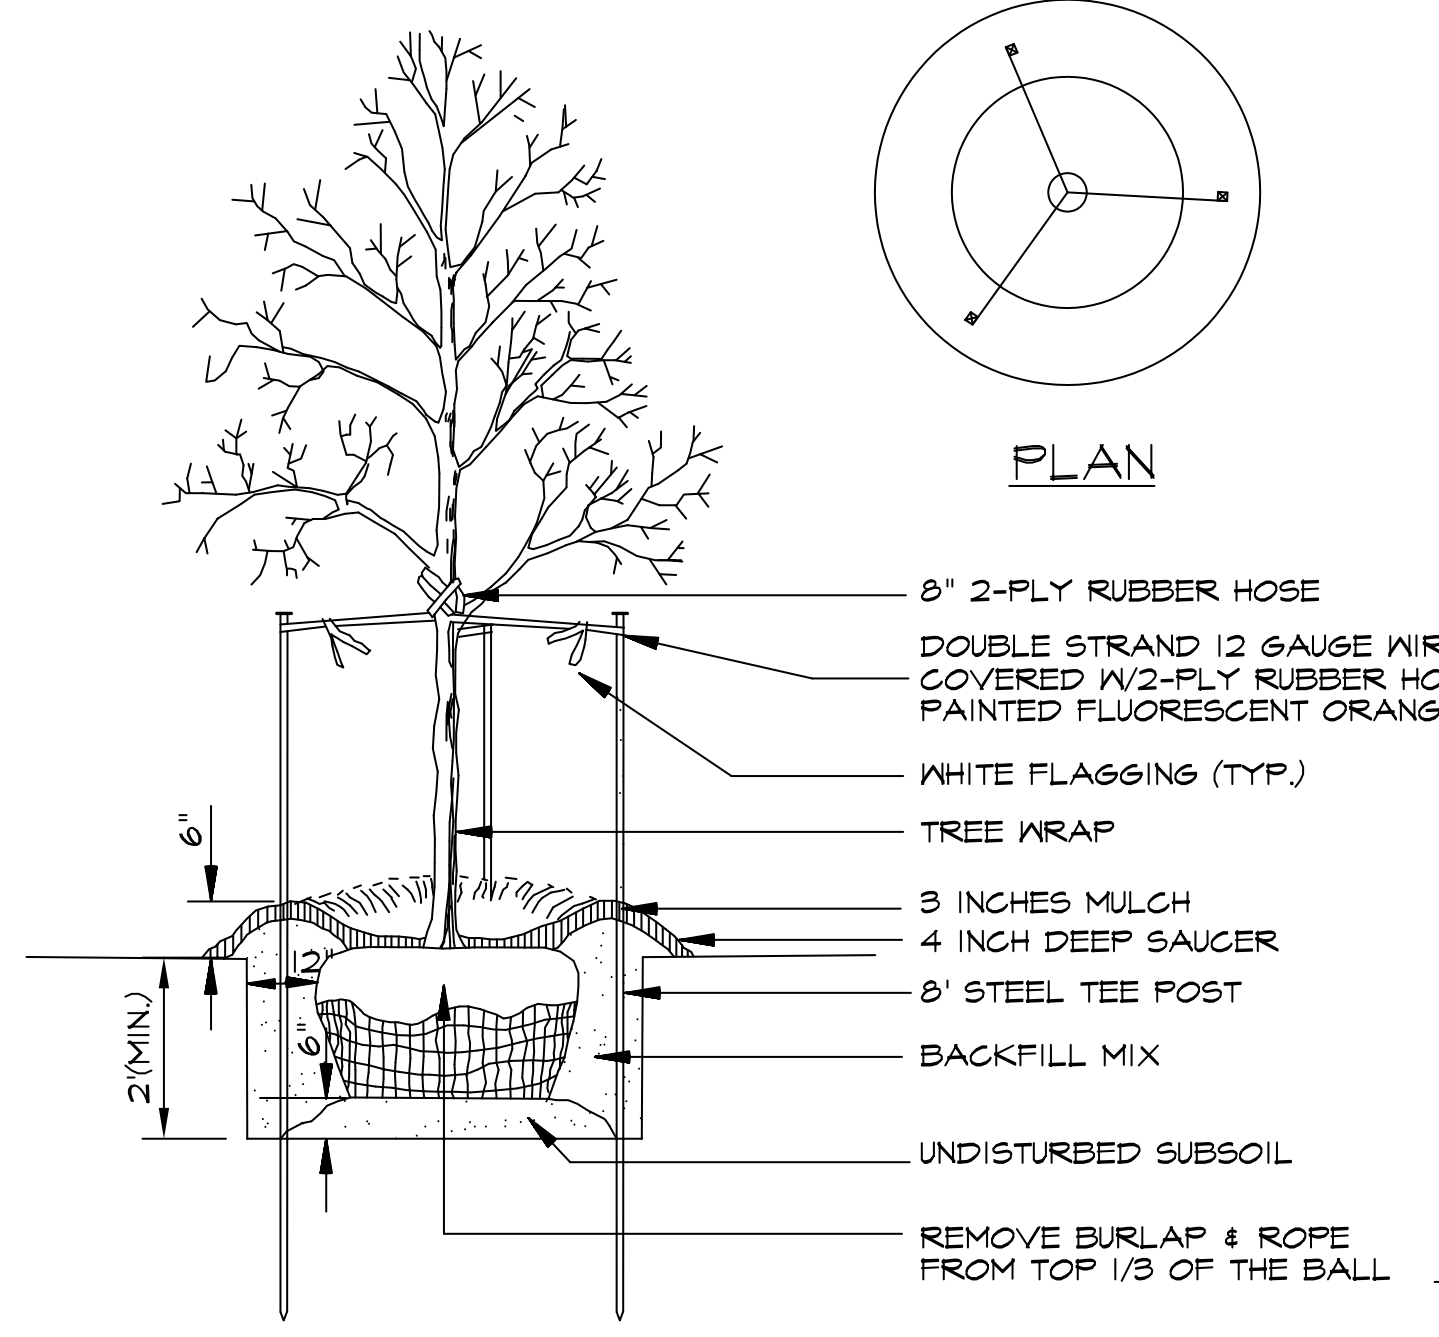 PLAN
8" 2-PLY RUBBER HOSE
DOUBLE STRAND 12 GAUGE WIR
COVERED W/2-PLY RUBBER HO
PAINTED FLUORESCENT ORANG
WHITE FLAGGING (TYP.)
TREE WRAP
6"
3 INCHES MULCH
4 INCH DEEP SAUCER
12"
8' STEEL TEE POST
2'(MIN.)
6"
BACKFILL MIX
UNDISTURBED SUBSOIL
REMOVE BURLAP & ROPE
FROM TOP 1/3 OF THE BALL